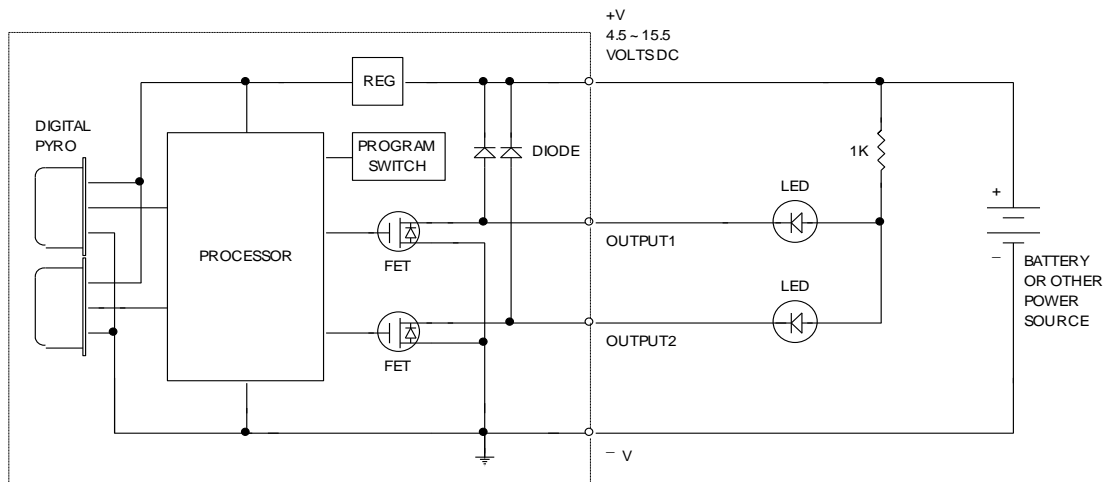 +V
4.5 ~ 15.5
VOLTS DC
REG
DIGITAL
PYRO
PROGRAM
SWITCH
DIODE
1K
LED
+
PROCESSOR
OUTPUT1
FET
–
BATTERY
OR OTHER
POWER
SOURCE
LED
OUTPUT2
FET
– V